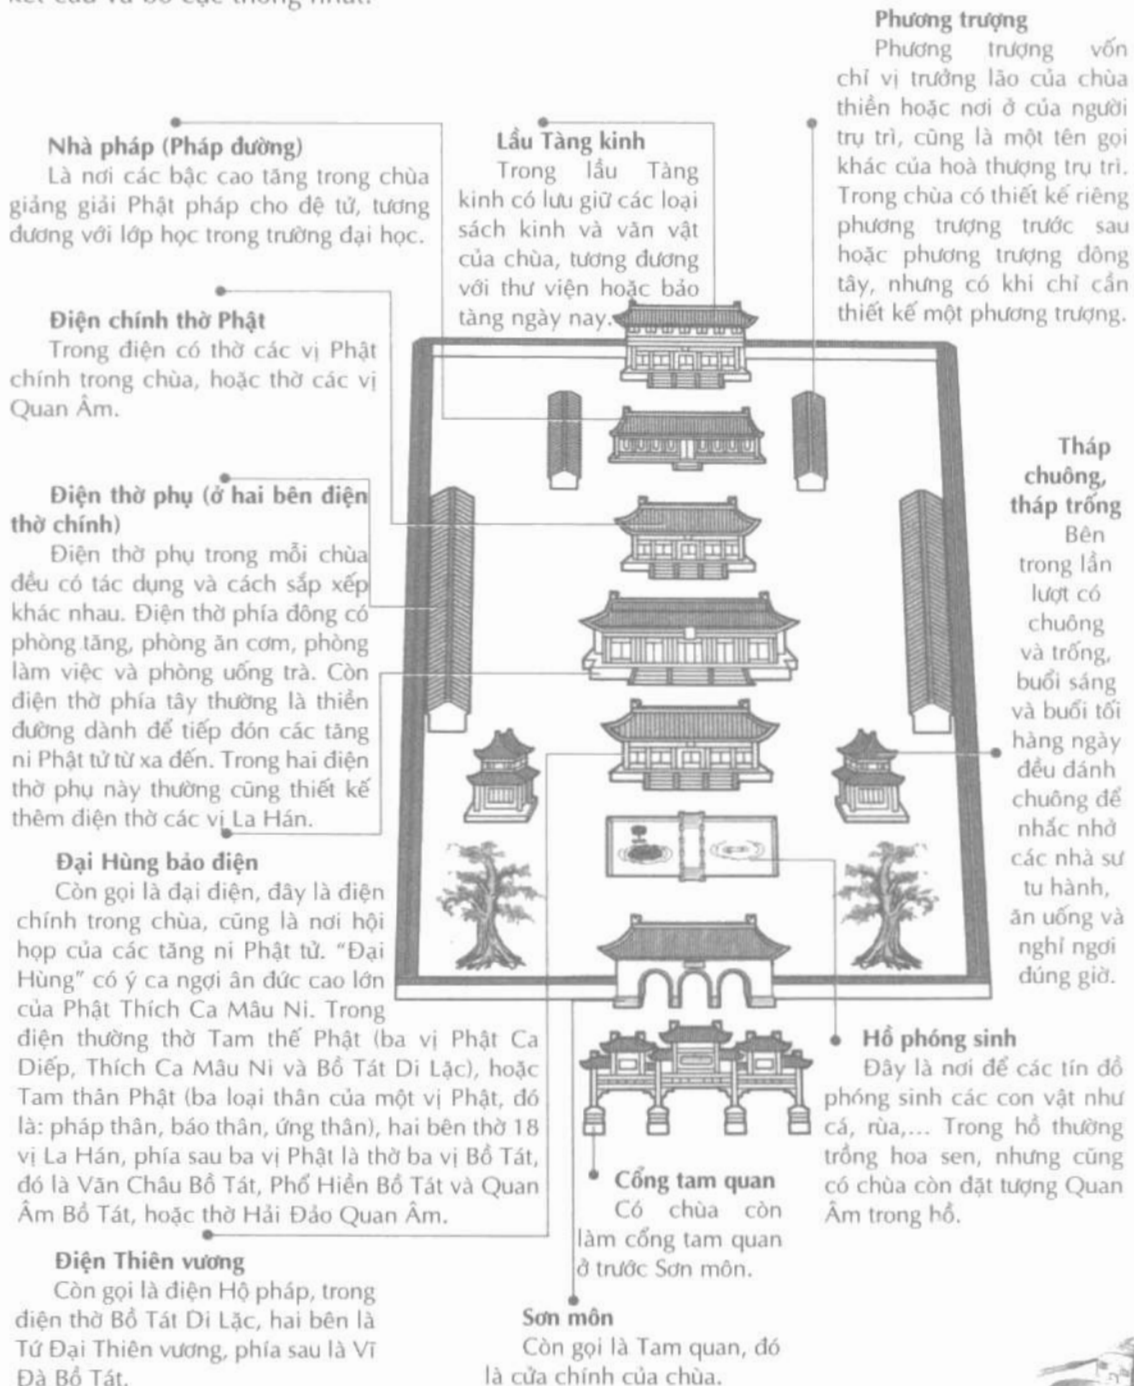 kết cấu và bố cục thống nhất.
Phương trượng
Phương trượng vốn
chỉ vị trưởng lão của chùa
thiền hoặc nơi ở của người
trụ trì, cũng là một tên gọi
khác của hoà thượng trụ trì.
Trong chùa có thiết kế riêng
phương trượng trước sau
hoặc phương trượng đông
tây, nhưng có khi chỉ cần
thiết kế một phương trượng.
Nhà pháp (Pháp đường)
Là nơi các bậc cao tăng trong chùa
giảng giải Phật pháp cho đệ tử, tương
đương với lớp học trong trường đại học.
Lầu Tàng kinh
Trong lầu Tàng
kinh có lưu giữ các loại
sách kinh và văn vật
của chùa, tương đương
với thư viện hoặc bảo
tàng ngày nay.
Điện chính thờ Phật
Trong điện có thờ các vị Phật
chính trong chùa, hoặc thờ các vị
Quan Âm.
Điện thờ phụ (ở hai bên điện
thờ chính)
Điện thờ phụ trong mỗi chùa
đều có tác dụng và cách sắp xếp
khác nhau. Điện thờ phía đông có
phòng tăng, phòng ăn cơm, phòng
làm việc và phòng uống trà. Còn
điện thờ phía tây thường là thiền
đường dành để tiếp đón các tăng
ni Phật tử từ xa đến. Trong hai điện
thờ phụ này thường cũng thiết kế
thêm điện thờ các vị La Hán.
Tháp
chuông,
tháp trống
Bên
trong lần
lượt có
chuông
và trống,
buổi sáng
và buổi tối
hàng ngày
đều đánh
chuông để
nhắc nhở
các nhà sư
tu hành,
ăn uống và
nghỉ ngơi
đúng giờ.
Đại Hùng bảo điện
Còn gọi là đại điện, đây là điện
chính trong chùa, cũng là nơi hội
họp của các tăng ni Phật tử. “Đại
Hùng” có ý ca ngợi ân đức cao lớn
của Phật Thích Ca Mâu Ni. Trong
điện thường thờ Tam thế Phật (ba vị Phật Ca
Diếp, Thích Ca Mâu Ni và Bồ Tát Di Lặc), hoặc
Tam thân Phật (ba loại thân của một vị Phật, đó
là: pháp thân, báo thân, ứng thân), hai bên thờ 18
vị La Hán, phía sau ba vị Phật là thờ ba vị Bồ Tát,
đó là Văn Châu Bồ Tát, Phổ Hiền Bồ Tát và Quan
Âm Bồ Tát, hoặc thờ Hải Đảo Quan Âm.
Hồ phóng sinh
Đây là nơi để các tín đồ
phóng sinh các con vật như
cá, rùa,... Trong hồ thường
trồng hoa sen, nhưng cũng
có chùa còn đặt tượng Quan
Âm trong hồ.
Cổng tam quan
Có chùa còn
làm cổng tam quan
ở trước Sơn môn.
Điện Thiên vương
Còn gọi là điện Hộ pháp, trong
điện thờ Bồ Tát Di Lặc, hai bên là
Tứ Đại Thiên vương, phía sau là Vĩ
Đà Bồ Tát.
Sơn môn
Còn gọi là Tam quan, đó
là cửa chính của chùa.